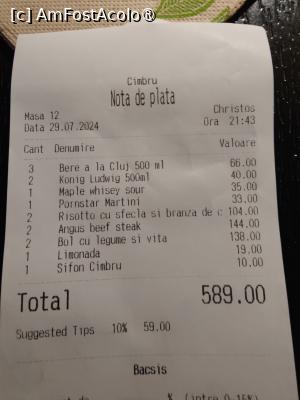 [c] AmFostAcolo®
Cimbru
Nota de plata
Masa 12 Christos
Data 29.07.2024 Ora 21:43
Cant Denumire Valoare
3 Bere a la Cluj 500 ml 66.00
2 Konig Ludwig 500ml 40.00
1 Maple whisey sour 35.00
1 Pornstar Martini 33.00
2 Risotto cu sfecla si branza de c 104.00
2 Angus beef steak 144.00
2 Bol cu legume si vita 138.00
1 Limonada 19.00
1 Sifon Cimbru 10.00
Total 589.00
Suggested Tips 10% 59.00
Bacsis